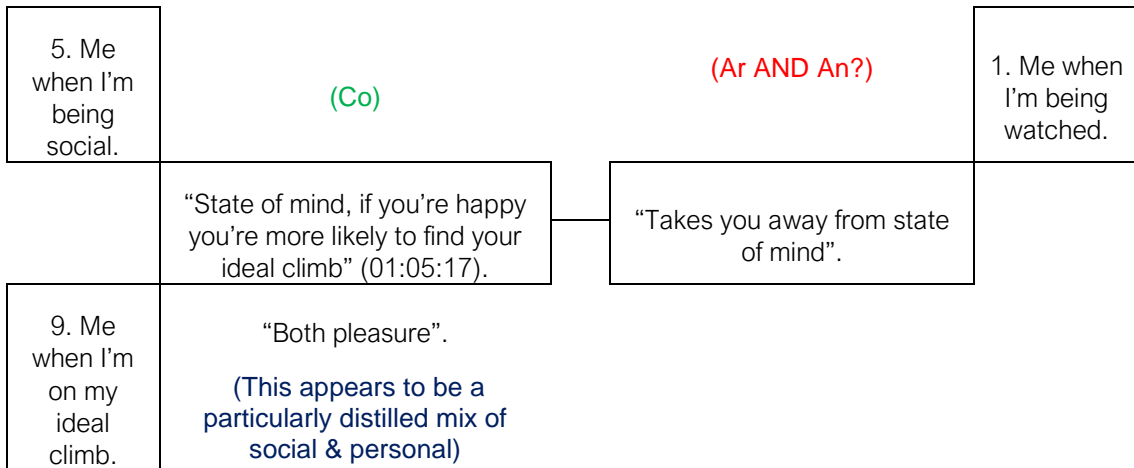 5. Me
when I’m
being
social.
(Co)
(Ar AND An?)
1. Me when
I’m being
watched.
“State of mind, if you’re happy
you’re more likely to find your
ideal climb” (01:05:17).
“Takes you away from state
of mind”.
9. Me
when I’m
on my
ideal
climb.
“Both pleasure”.
(This appears to be a
particularly distilled mix of
social & personal)